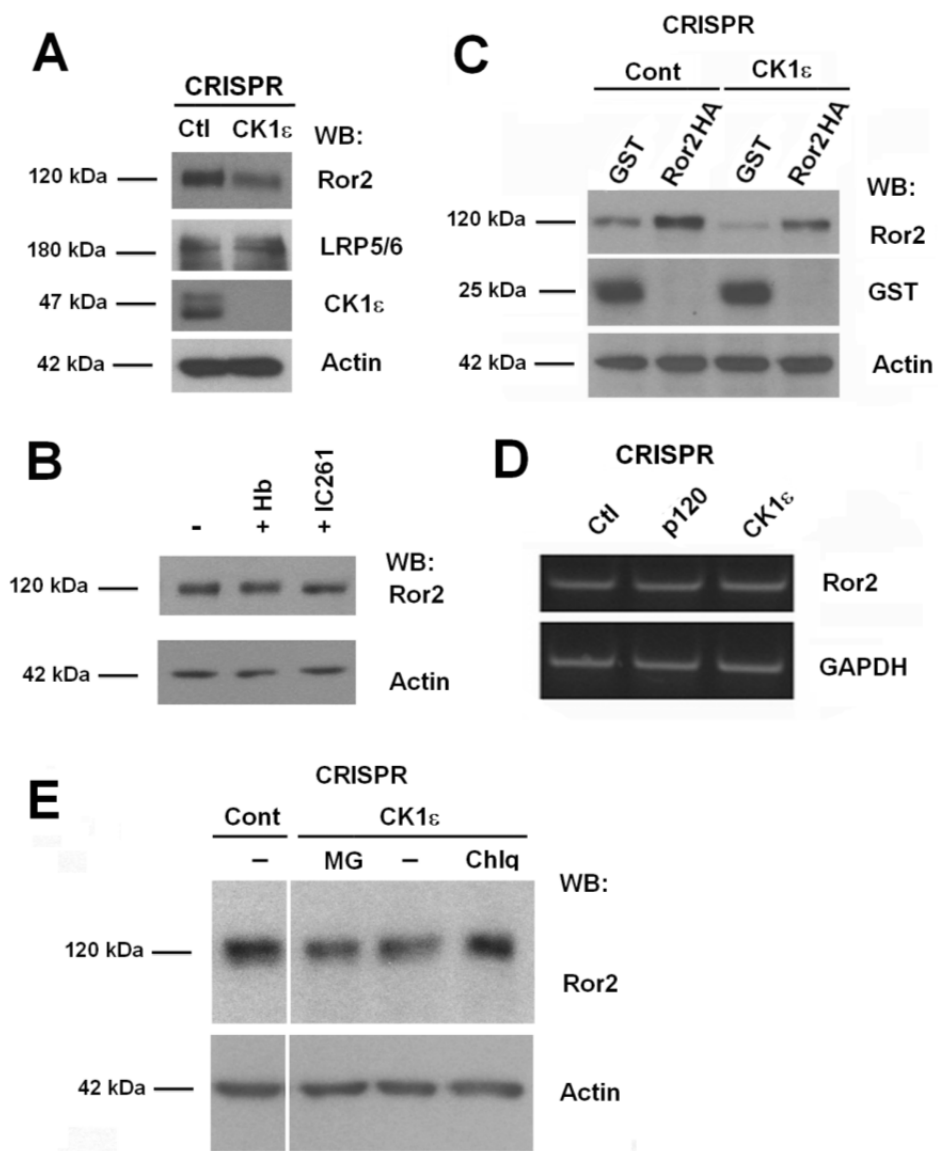 A
CRISPR
Ctl CK1ε WB:
120 kDa Ror2
180 kDa LRP5/6
47 kDa CK1ε
42 kDa Actin
C
CRISPR
Cont CK1ε
GST Ror2HA GST Ror2HA
WB:
120 kDa Ror2
25 kDa GST
42 kDa Actin
B
- + Hb + IC261
WB:
120 kDa Ror2
42 kDa Actin
D
CRISPR
Ctl p120 CK1ε
Ror2
GAPDH
E
CRISPR
Cont CK1ε
– MG – Chlq
WB:
120 kDa
Ror2
42 kDa Actin